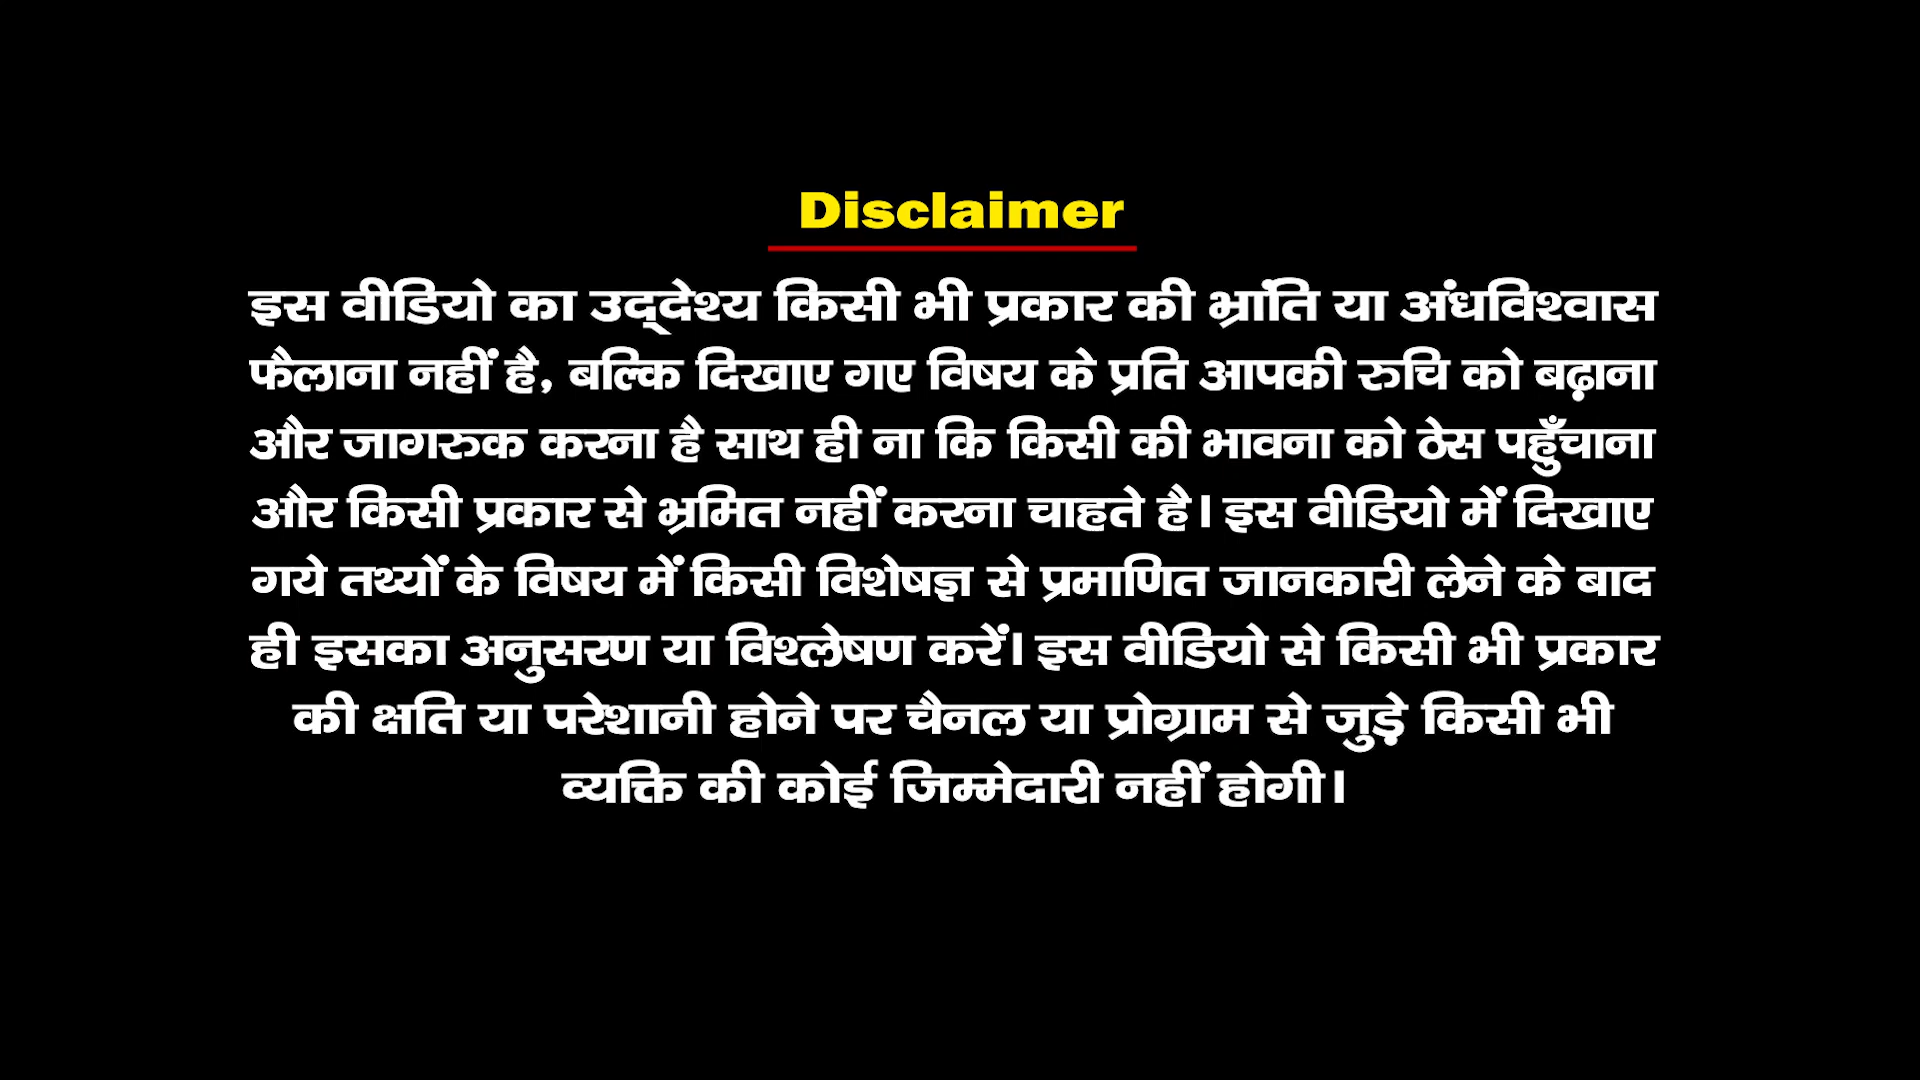 Disclaimer
इस वीडियो का उद्‌देश्य किसी भी प्रकार की भ्रांति या अंधविश्वास
फैलाना नहीं है, बल्कि दिखाए गए विषय के प्रति आपकी रुचि को बढ़ाना
और जागरुक करना है साथ ही ना कि किसी की भावना को ठेस पहुँचाना
और किसी प्रकार से भ्रमित नहीं करना चाहते है। इस वीडियो में दिखाए
गये तथ्यों के विषय में किसी विशेषज्ञ से प्रमाणित जानकारी लेने के बाद
ही इसका अनुसरण या विश्लेषण करें। इस वीडियो से किसी भी प्रकार
की क्षति या परेशानी होने पर चैनल या प्रोग्राम से जुड़े किसी भी
व्यक्ति की कोई जिम्मेदारी नहीं होगी।